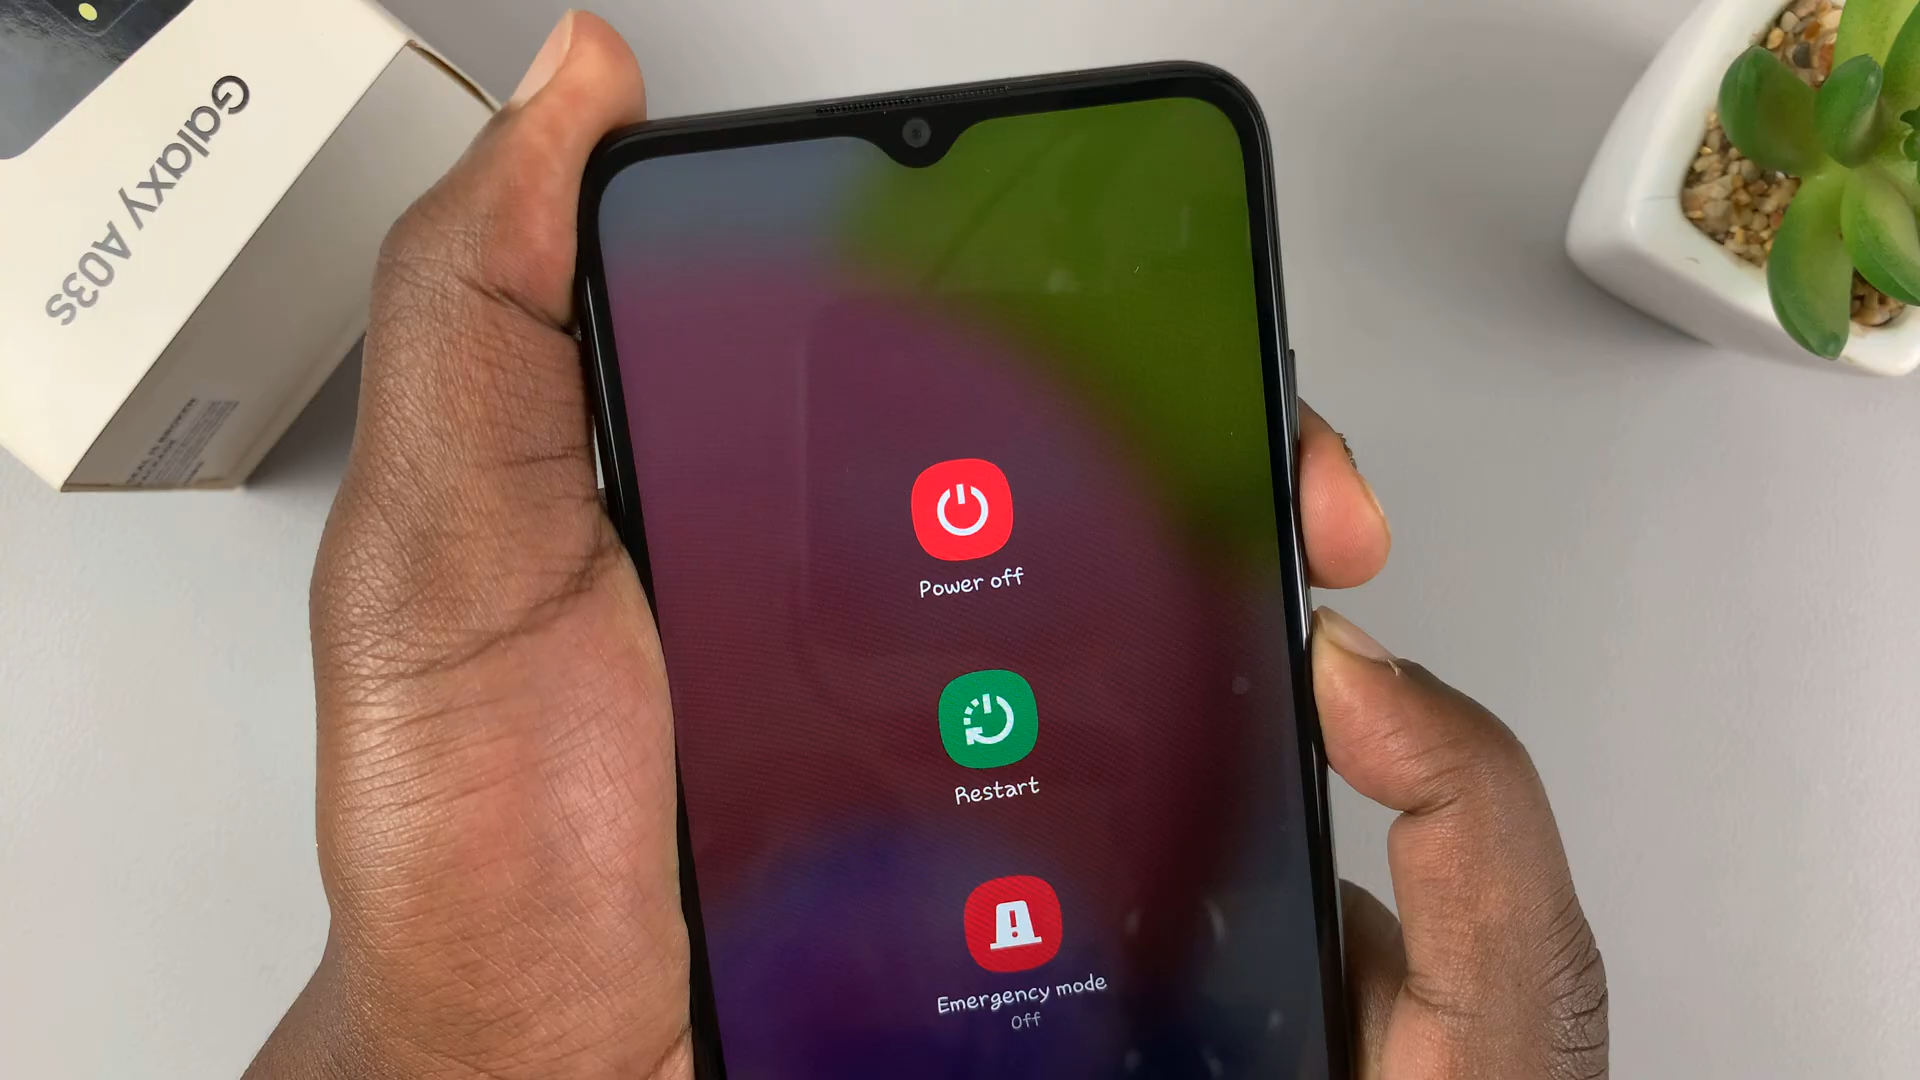 Galaxy A03s
Power off
Restart
Emergency mode
Off